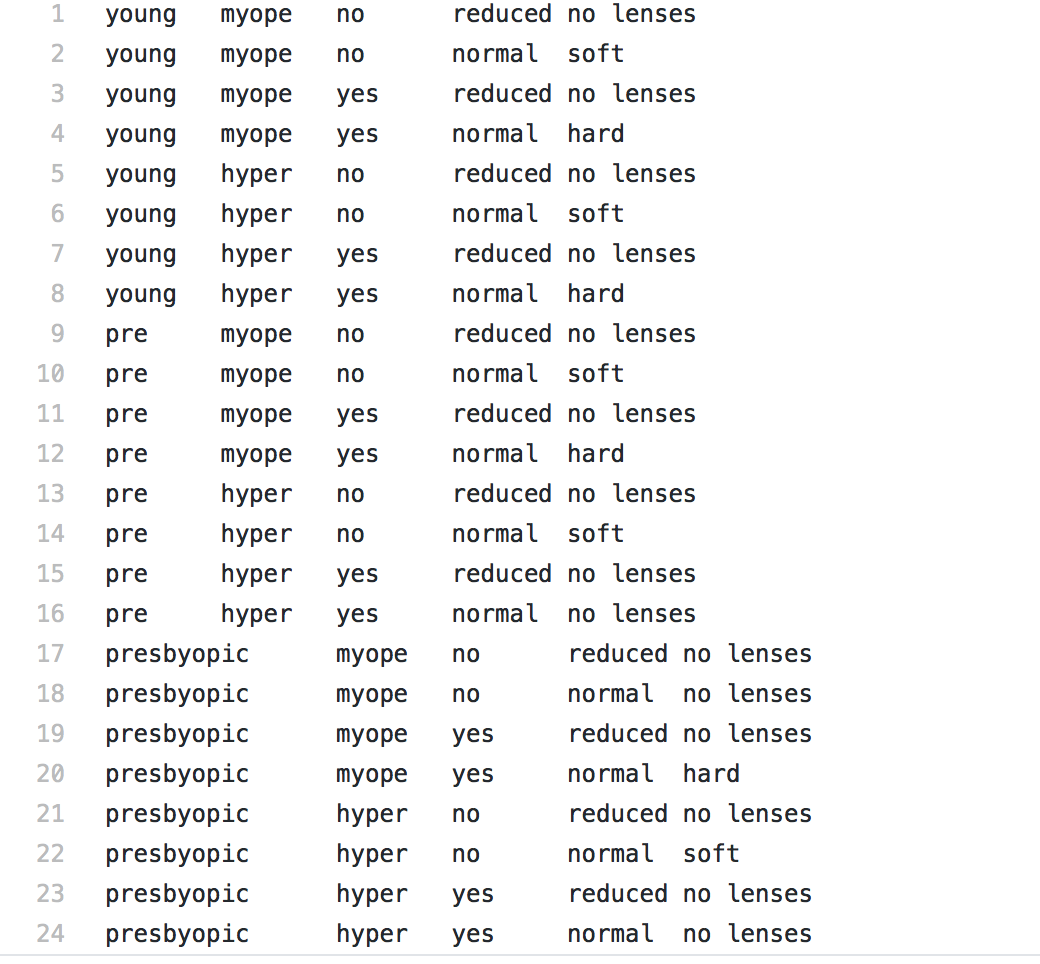 1 young myope no reduced no lenses
2 young myope no normal soft
3 young myope yes reduced no lenses
4 young myope yes normal hard
5 young hyper no reduced no lenses
6 young hyper no normal soft
7 young hyper yes reduced no lenses
8 young hyper yes normal hard
9 pre myope no reduced no lenses
10 pre myope no normal soft
11 pre myope yes reduced no lenses
12 pre myope yes normal hard
13 pre hyper no reduced no lenses
14 pre hyper no normal soft
15 pre hyper yes reduced no lenses
16 pre hyper yes normal no lenses
17 presbyopic myope no reduced no lenses
18 presbyopic myope no normal no lenses
19 presbyopic myope yes reduced no lenses
20 presbyopic myope yes normal hard
21 presbyopic hyper no reduced no lenses
22 presbyopic hyper no normal soft
23 presbyopic hyper yes reduced no lenses
24 presbyopic hyper yes normal no lenses